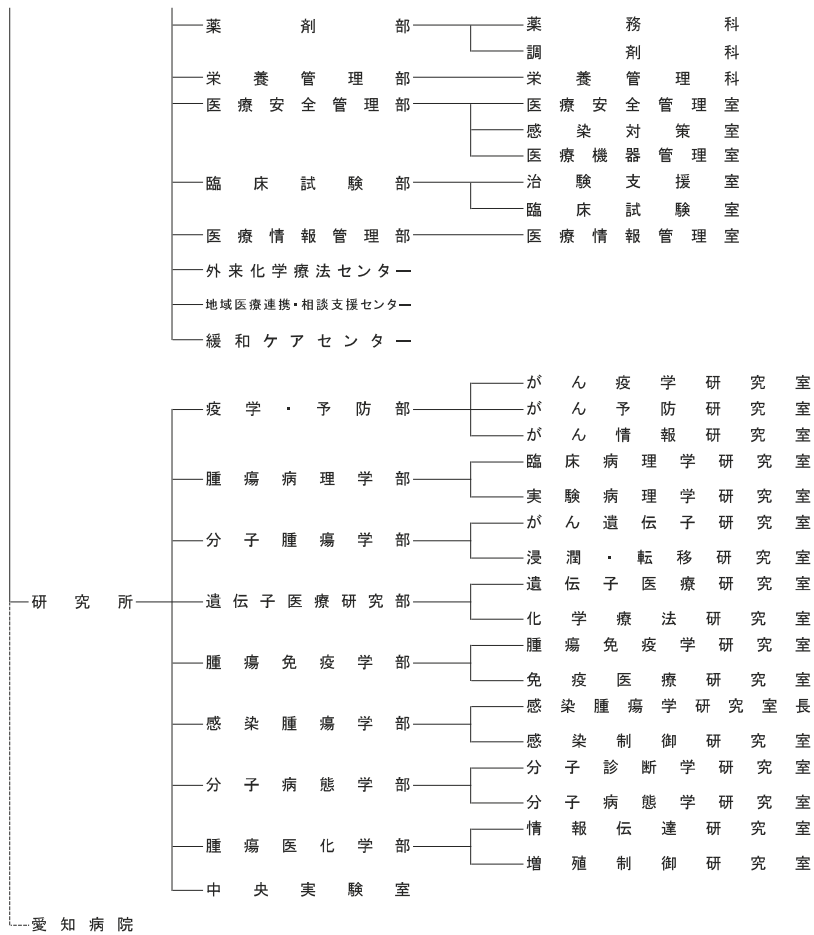 薬剤部 薬務科
調剤科
栄養管理部 栄養管理科
医療安全管理部 医療安全管理室
感染対策室
医療機器管理室
臨床試験部 治験支援室
臨床試験室
医療情報管理部 医療情報管理室
外来化学療法センター
地域医療連携・相談支援センター
緩和ケアセンター
がん疫学研究室
疫学・予防部 がん予防研究室
がん情報研究室
臨床病理学研究室
腫瘍病理学部
実験病理学研究室
がん遺伝子研究室
分子腫瘍学部
浸潤・転移研究室
遺伝子医療研究室
研究所 遺伝子医療研究部
化学療法研究室
腫瘍免疫学研究室
腫瘍免疫学部
免疫医療研究室
感染腫瘍学研究室長
感染腫瘍学部
感染制御研究室
分子診断学研究室
分子病態学部
分子病態学研究室
情報伝達研究室
腫瘍医化学部
増殖制御研究室
中央実験室
愛知病院